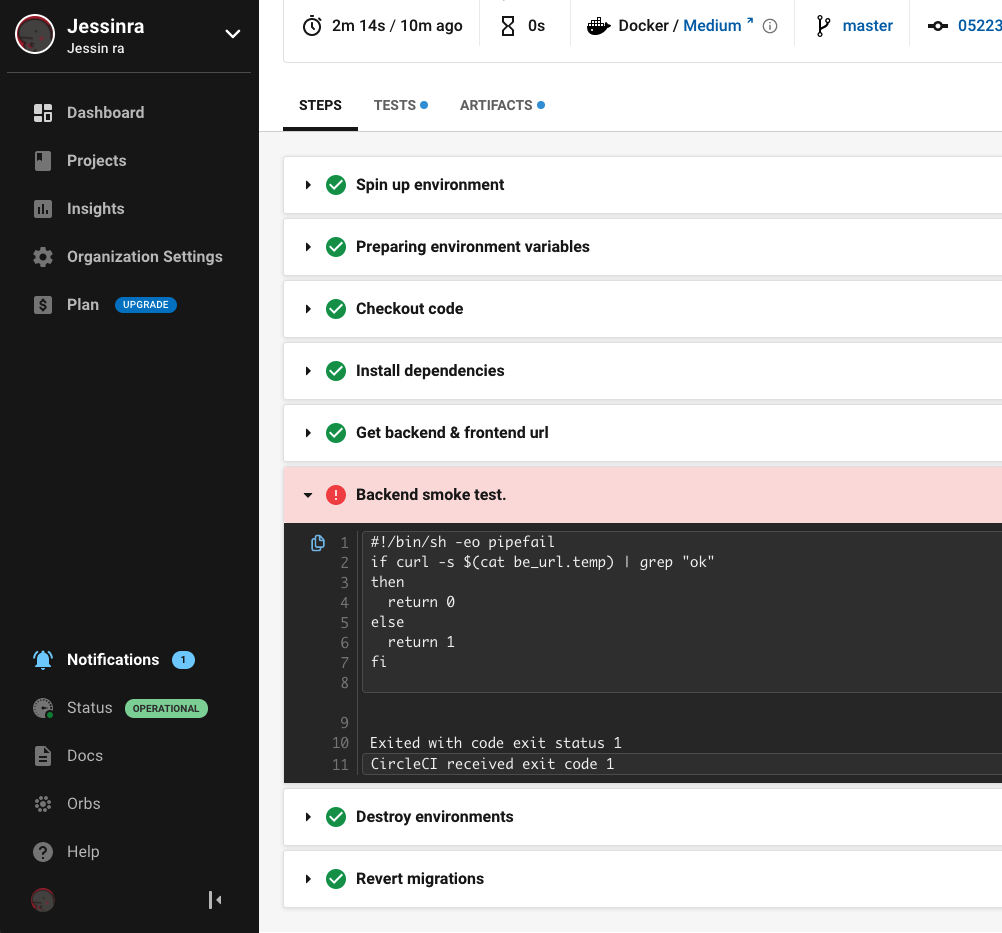 Jessinra
Jessin ra
Dashboard
Projects
Insights
Organization Settings
$ Plan UPGRADE
Notifications 1
Status OPERATIONAL
Docs
Orbs
? Help
2m 14s / 10m ago
0s
Docker / Medium
master
05223
STEPS TESTS ARTIFACTS
Spin up environment
Preparing environment variables
Checkout code
Install dependencies
Get backend & frontend url
! Backend smoke test.
1 #!/bin/sh -eo pipefail
2 if curl -s $(cat be_url.temp) | grep "ok"
3 then
4   return 0
5 else
6   return 1
7 fi
8
9
10 Exited with code exit status 1
11 CircleCI received exit code 1
Destroy environments
Revert migrations